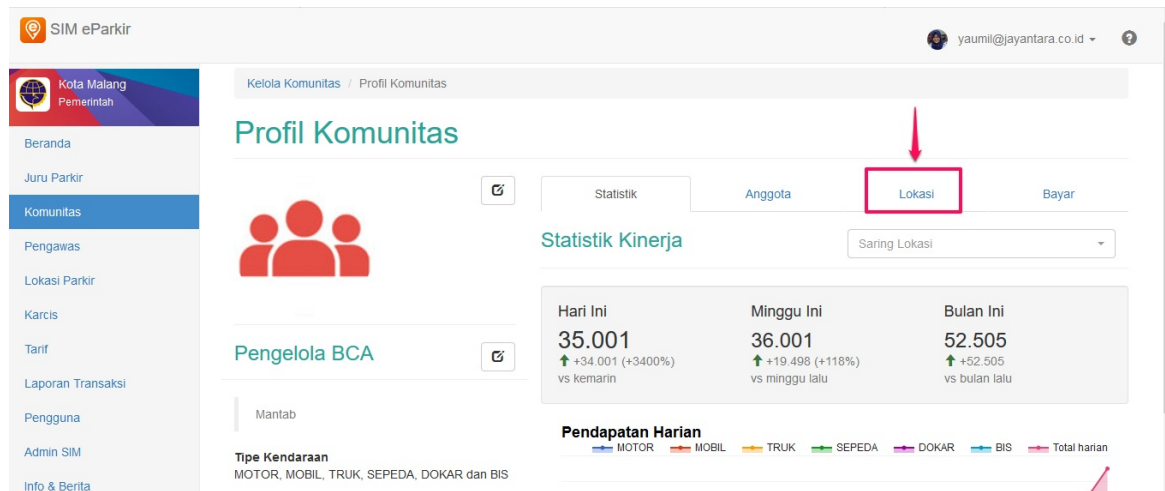 SIM eParkir
yaumil@jayantara.co.id
Kota Malang
Pemerintah
Beranda
Juru Parkir
Komunitas
Pengawas
Lokasi Parkir
Karcis
Tarif
Laporan Transaksi
Pengguna
Admin SIM
Info & Berita
Kelola Komunitas / Profil Komunitas
Profil Komunitas
Pengelola BCA
Mantab
Tipe Kendaraan
MOTOR, MOBIL, TRUK, SEPEDA, DOKAR dan BIS
Statistik Anggota Lokasi Bayar
Statistik Kinerja
Saring Lokasi
Hari Ini
35.001
+34.001 (+3400%)
vs kemarin
Minggu Ini
36.001
+19.498 (+118%)
vs minggu lalu
Bulan Ini
52.505
+52.505
vs bulan lalu
Pendapatan Harian
MOTOR MOBIL TRUK SEPEDA DOKAR BIS Total harian